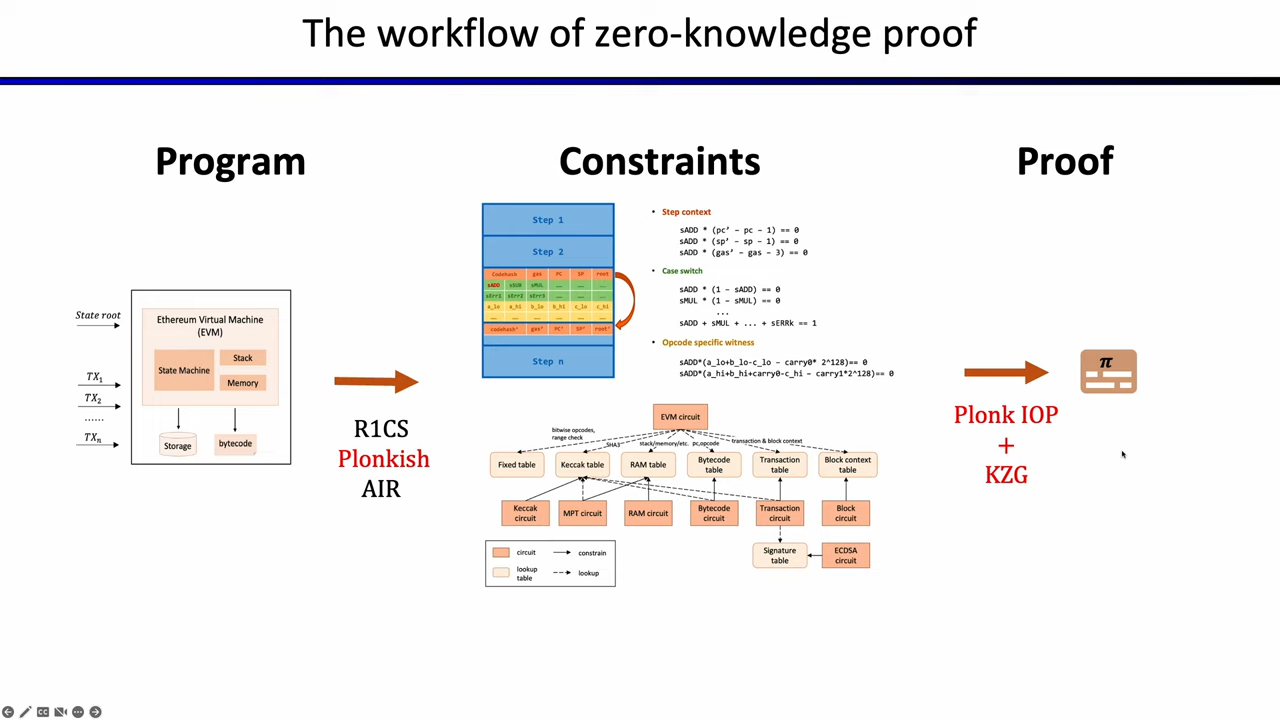 The workflow of zero-knowledge proof
Program
Constraints
Proof
State root
TX1
TX2
......
TXn
Ethereum Virtual Machine
(EVM)
State Machine
Stack
Memory
Storage
bytecode
R1CS
Plonkish
AIR
Step 1
Step 2
Codehash gas PC SP root
sADD sSUB sMUL ... ... ...
sErr1 sErr2 sErr3 ... ... ...
a_lo a_hi b_lo b_hi c_lo c_hi
... ... ... ... ... ...
codehash' gas' PC' SP' root'
Step n
• Step context
sADD * (pc' – pc – 1) == 0
sADD * (sp' – sp – 1) == 0
sADD * (gas' – gas – 3) == 0
• Case switch
sADD * (1 – sADD) == 0
sMUL * (1 – sMUL) == 0
...
sADD + sMUL + ... + sERRk == 1
• Opcode specific witness
sADD*(a_lo+b_lo-c_lo – carry0* 2^128)== 0
sADD*(a_hi+b_hi+carry0-c_hi – carry1*2^128)== 0
EVM circuit
bitwise opcodes,
range check
SHA3
stack/memory/etc.
pc,opcode
transaction & block context
Fixed table
Keccak table
RAM table
Bytecode
table
Transaction
table
Block context
table
Keccak
circuit
MPT circuit
RAM circuit
Bytecode
circuit
Transaction
circuit
Block
circuit
Signature
table
ECDSA
circuit
circuit
constrain
lookup
table
lookup
Plonk IOP
+
KZG
π